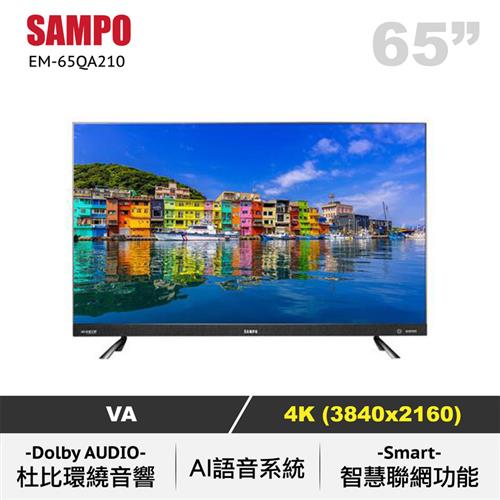 SAMPO
65”
EM-65QA210
SAMPO
VA
4K (3840x2160)
-Dolby AUDIO-
杜比環繞音響
AI語音系統
-Smart-
智慧聯網功能